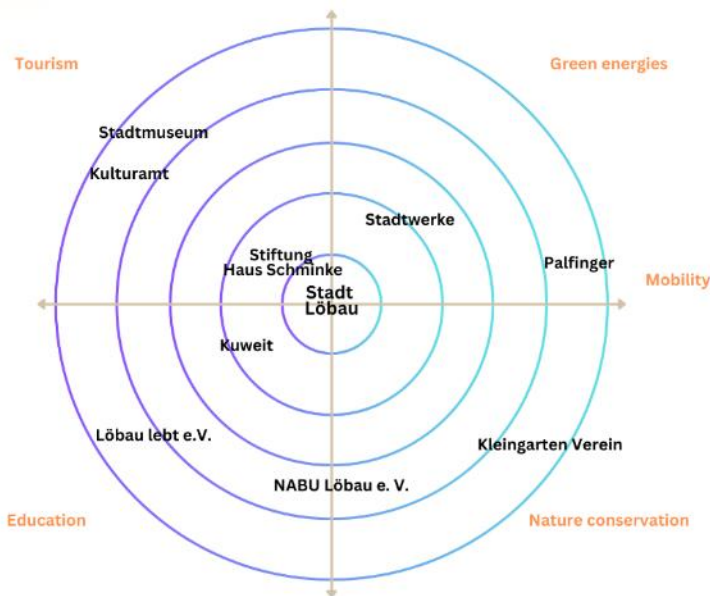 Tourism
Green energies
Stadtmuseum
Kulturamt
Stadtwerke
Stiftung
Haus Schminke
Palfinger
Mobility
Stadt
Löbau
Kuweit
Löbau lebt e.V.
Kleingarten Verein
NABU Löbau e. V.
Education
Nature conservation